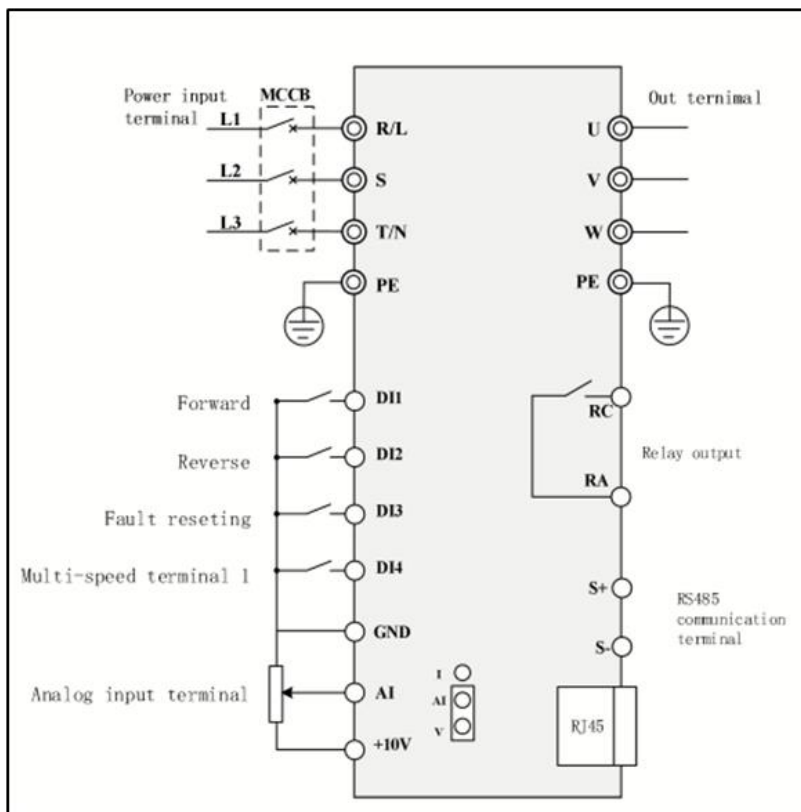 Power input
terminal
MCCB
Out ternimal
L1
R/L
U
L2
S
V
L3
T/N
W
PE
PE
Forward
DI1
RC
Reverse
DI2
Relay output
RA
Fault reseting
DI3
Multi-speed terminal 1
DI4
S+
RS485
communication
terminal
GND
S-
I
Analog input terminal
AI
AI
V
RJ45
+10V